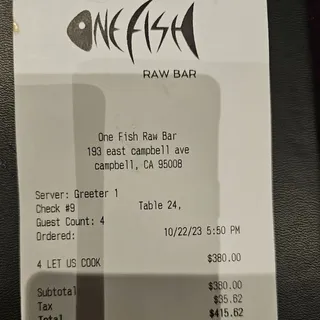 ONE FISH
RAW BAR
One Fish Raw Bar
193 east campbell ave
campbell, CA 95008
Server: Greeter 1
Check #9 Table 24,
Guest Count: 4
Ordered: 10/22/23 5:50 PM
4 LET US COOK $380.00
Subtotal $380.00
Tax $35.62
Total $415.62